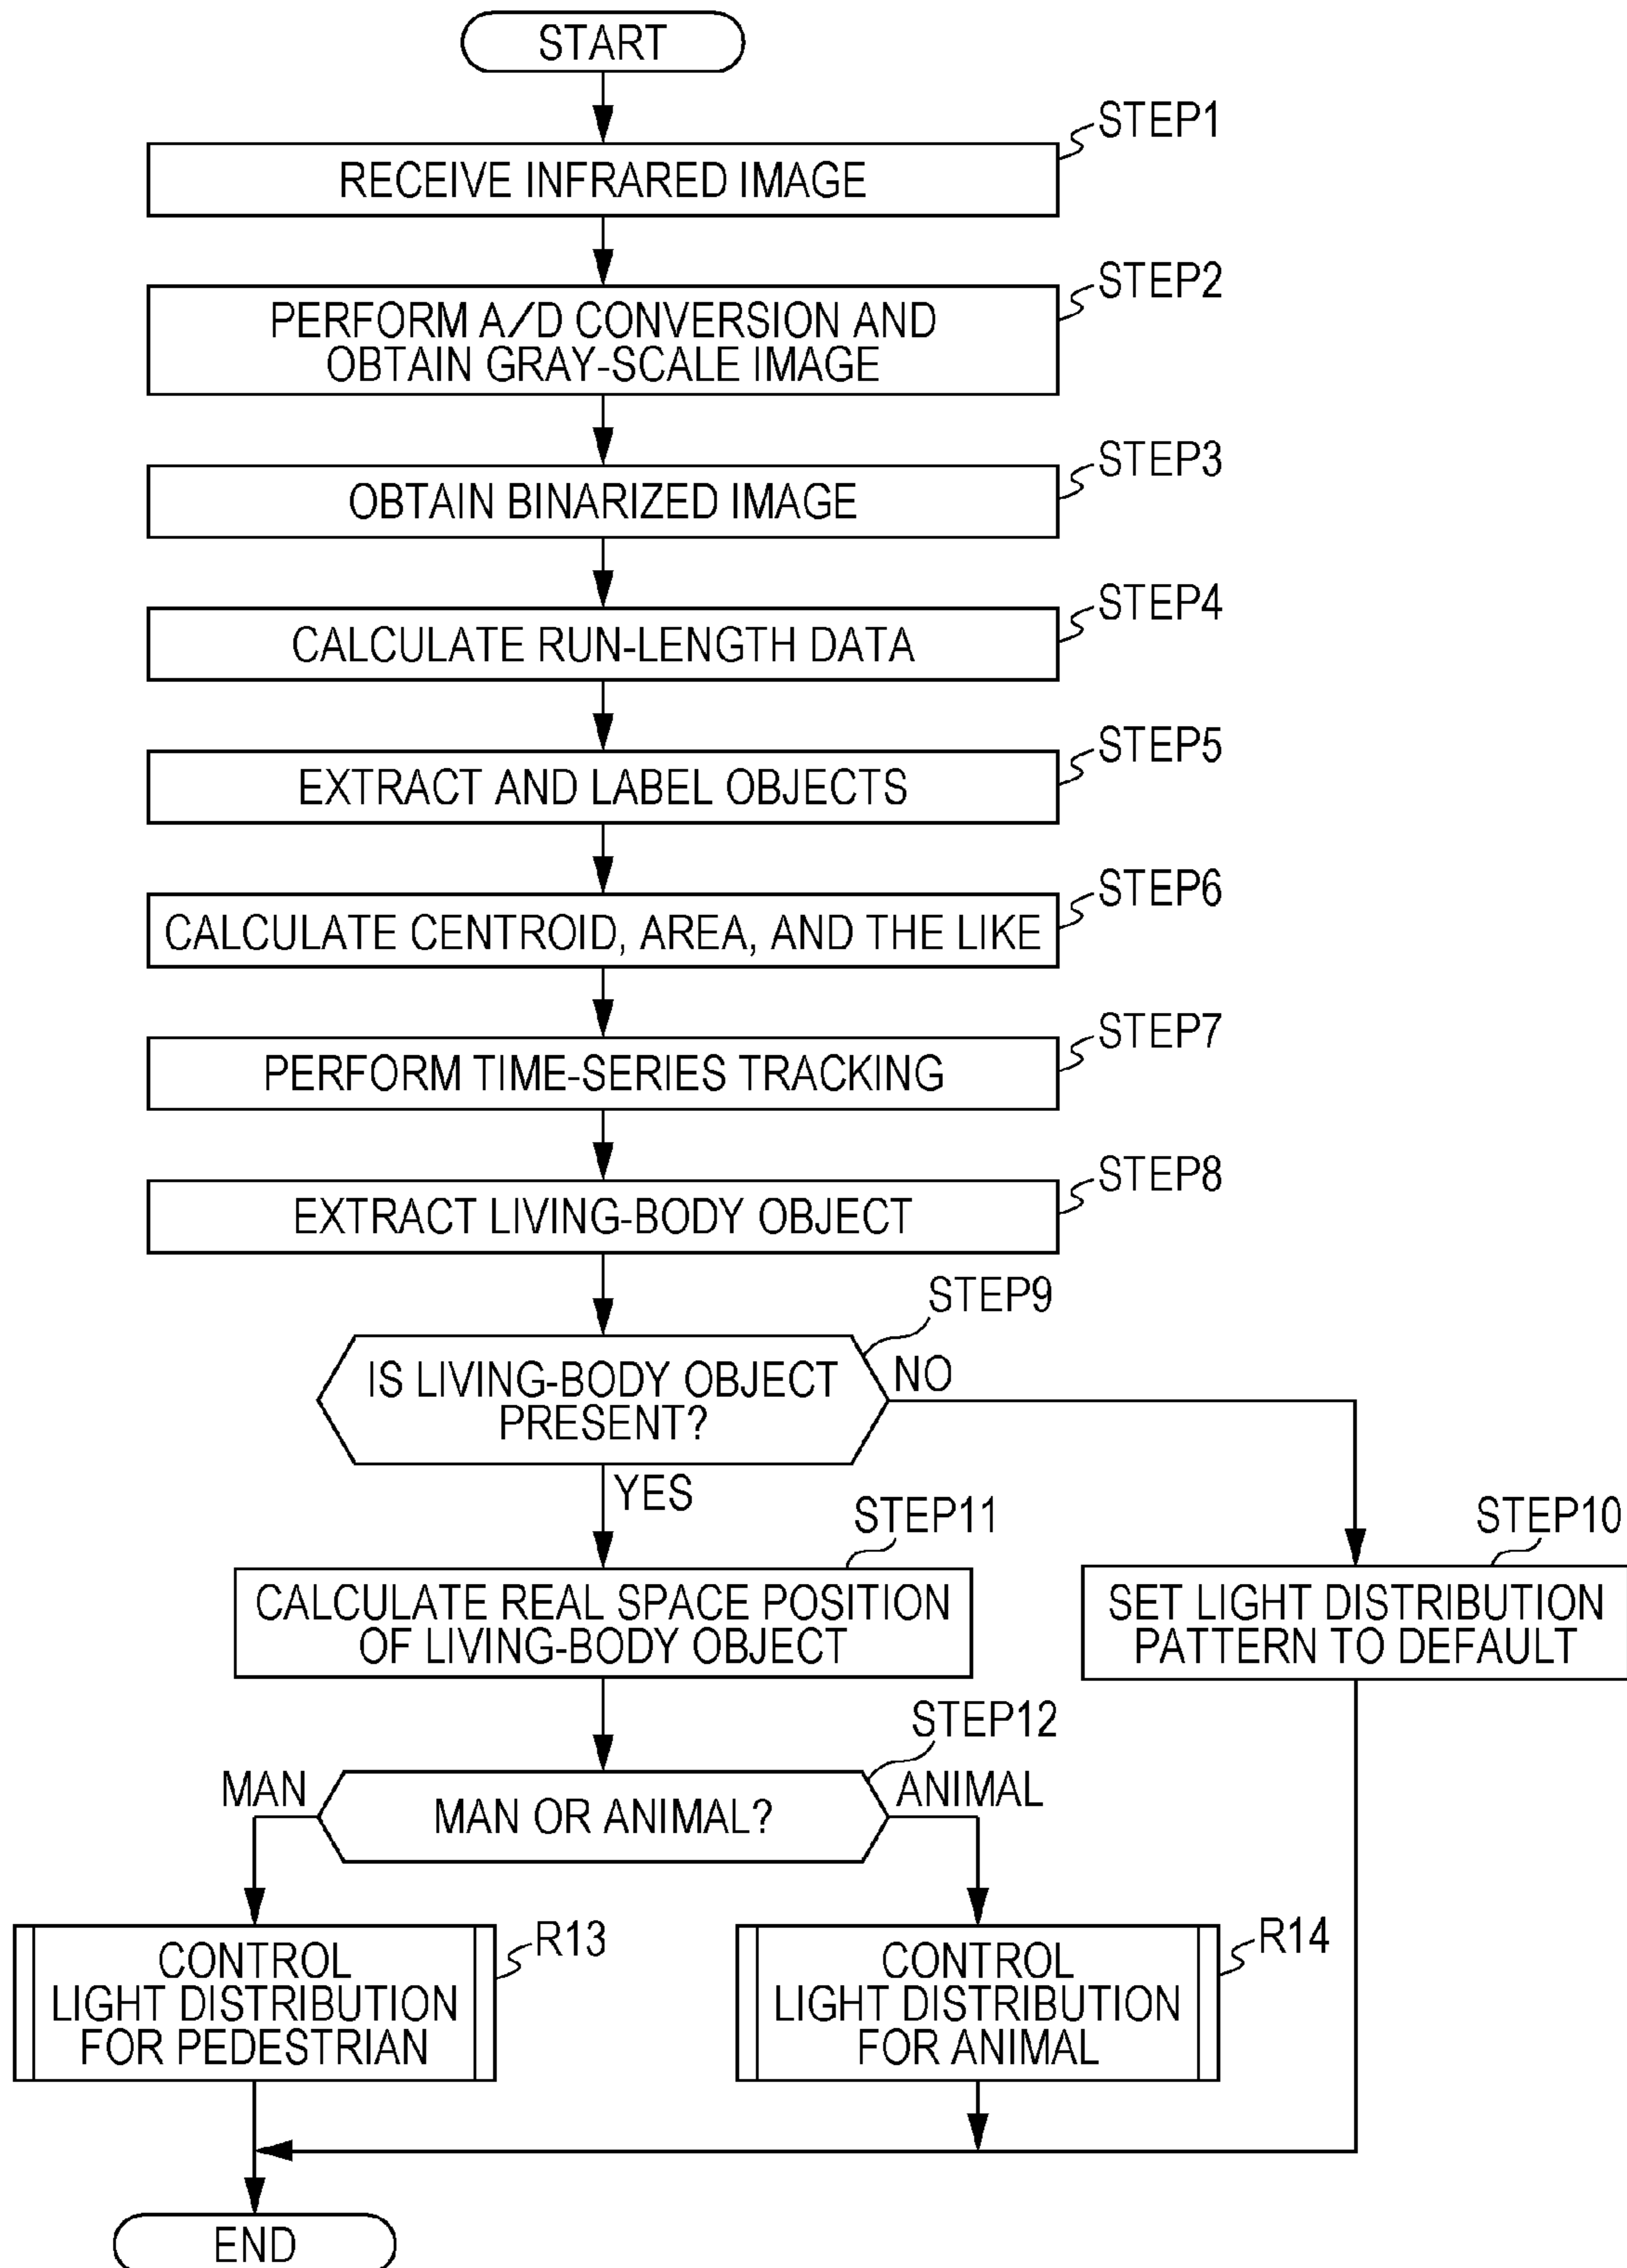 START
STEP1
RECEIVE INFRARED IMAGE
STEP2
PERFORM A/D CONVERSION AND
OBTAIN GRAY-SCALE IMAGE
STEP3
OBTAIN BINARIZED IMAGE
STEP4
CALCULATE RUN-LENGTH DATA
STEP5
EXTRACT AND LABEL OBJECTS
STEP6
CALCULATE CENTROID, AREA, AND THE LIKE
STEP7
PERFORM TIME-SERIES TRACKING
STEP8
EXTRACT LIVING-BODY OBJECT
STEP9
IS LIVING-BODY OBJECT
PRESENT?
NO
YES
STEP11
CALCULATE REAL SPACE POSITION
OF LIVING-BODY OBJECT
STEP10
SET LIGHT DISTRIBUTION
PATTERN TO DEFAULT
STEP12
MAN
MAN OR ANIMAL?
ANIMAL
R13
CONTROL
LIGHT DISTRIBUTION
FOR PEDESTRIAN
R14
CONTROL
LIGHT DISTRIBUTION
FOR ANIMAL
END